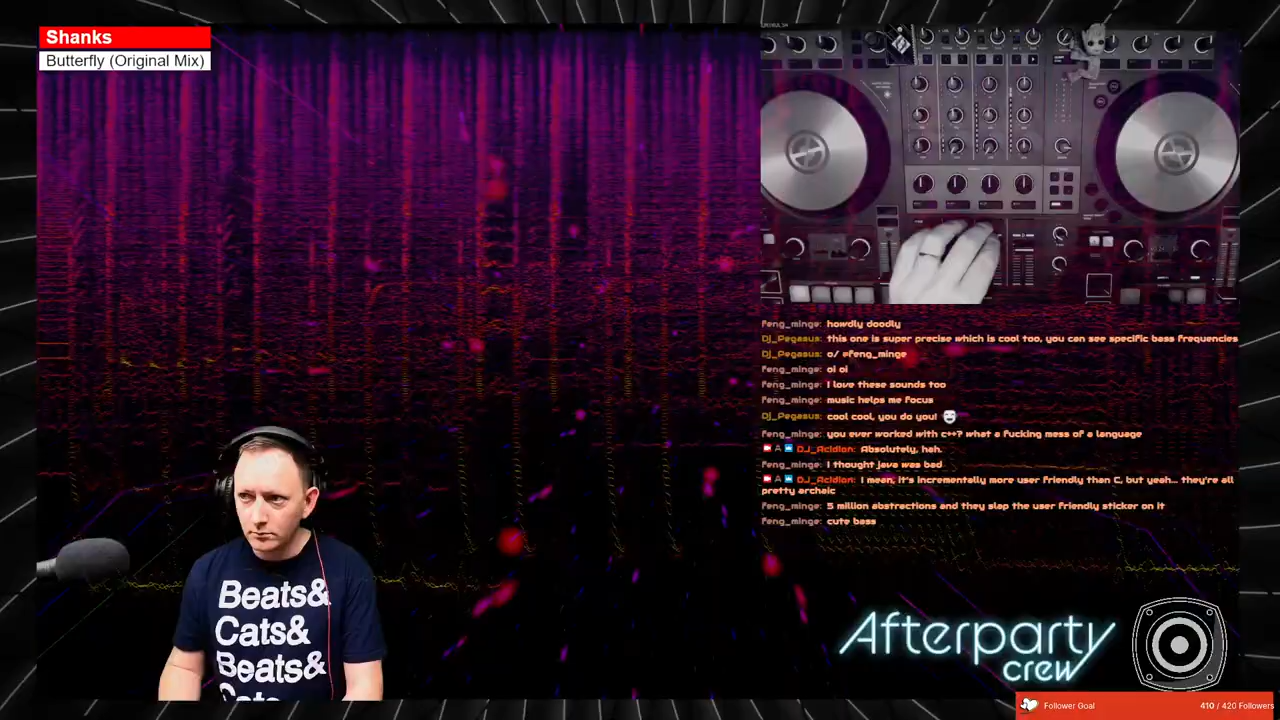 Shanks
Butterfly (Original Mix)
Feng_minge: howdly doodly
Dj_Pegasus: this one is super precise which is cool too, you can see specific bass frequencies
Dj_Pegasus: o/ @feng_minge
Feng_minge: oi oi
Feng_minge: I love these sounds too
Feng_minge: music helps me focus
Dj_Pegasus: cool cool, you do you!
Feng_minge: you ever worked with c++? what a fucking mess of a language
A DJ_Acidion: Absolutely, heh.
Feng_minge: I thought java was bad
A DJ_Acidion: I mean, it's incrementally more user friendly than C, but yeah... they're all
pretty archaic
Feng_minge: 5 million abstractions and they slap the user friendly sticker on it
Feng_minge: cute bass
Beats&
Cats&
Beats&
Cats
Afterparty
crew
Follower Goal
410 / 420 Followers